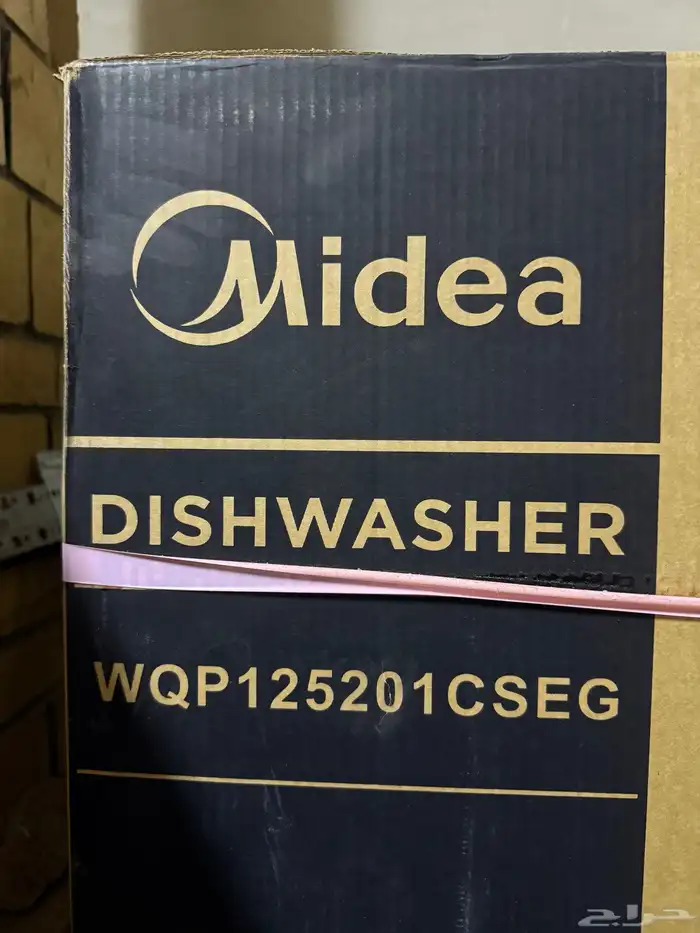 Midea
DISHWASHER
WQP125201CSEG
حراج